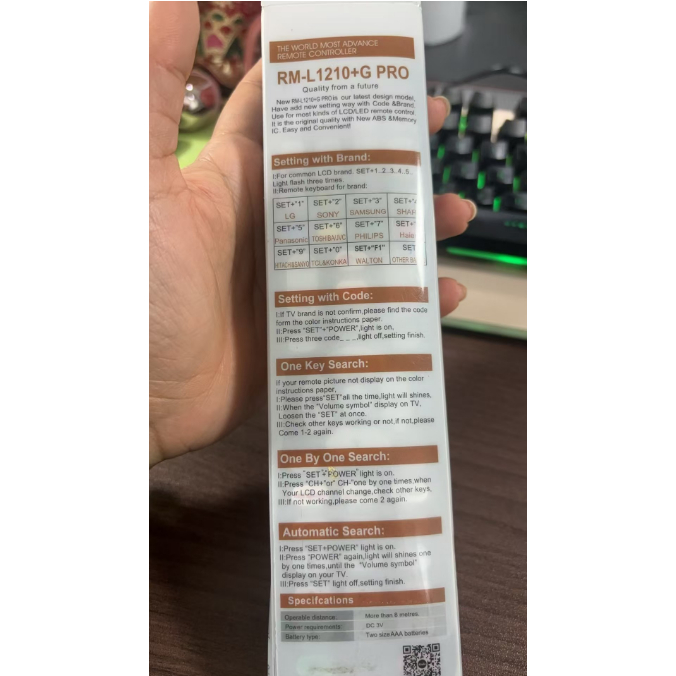 THE WORLD MOST ADVANCE
REMOTE CONTROLLER
RM-L1210+G PRO
Quality from a future
New RM-L1210+G PRO is our latest design model,
Have add new setting way with Code &Brand.
Use for most kinds of LCD/LED remote control.
It is the original quality with New ABS &Memory
IC. Easy and Convenient!
Setting with Brand:
I:For common LCD brand. SET+1..2..3..4..5..
Light flash three times.
II:Remote keyboard for brand:
SET+"1" SET+"2" SET+"3"
LG SONY SAMSUNG SHAR
SET+"5" SET+"6" SET+"7"
Panasonic TOSHIBA/JVC PHILIPS Haie
SET+"9" SET+"0" SET+"F1" SET
HITACHI&SANYO TCL&KONKA WALTON OTHER
Setting with Code:
I:If TV brand is not confirm,please find the code
form the color instructions paper.
II:Press "SET"+"POWER",light is on.
III:Press three code_ _ _,light off,setting finish.
One Key Search:
If your remote picture not display on the color
instructions paper,
I:Please press"SET"all the time,light will shines,
II:When the "Volume symbol" display on TV,
Loosen the "SET" at once.
III:Check other keys working or not,if not,please
Come 1-2 again.
One By One Search:
I:Press "SET"+"POWER" light is on.
II:Press "CH+"or" CH-"one by one times,when
Your LCD channel change,check other keys,
III:If not working,please come 2 again.
Automatic Search:
I:Press "SET+POWER" light is on.
II:Press "POWER" again,light will shines one
by one times,until the "Volume symbol"
display on your TV.
III:Press "SET" light off,setting finish.
Specifcations
Operable distance: More than 8 metres.
Power requirements: DC 3V
Battery type: Two size AAA batteries